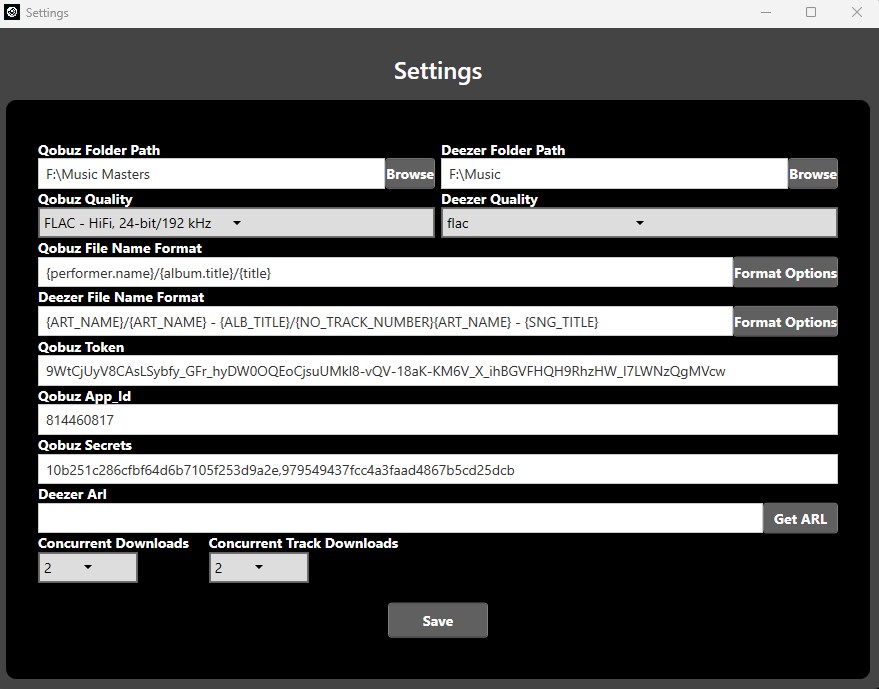 Settings
Settings
Qobuz Folder Path
Deezer Folder Path
F:\Music Masters
Browse
F:\Music
Browse
Qobuz Quality
Deezer Quality
FLAC - HiFi, 24-bit/192 kHz
flac
Qobuz File Name Format
{performer.name}/{album.title}/{title}
Format Options
Deezer File Name Format
{ART_NAME}/{ART_NAME} - {ALB_TITLE}/{NO_TRACK_NUMBER}{ART_NAME} - {SNG_TITLE}
Format Options
Qobuz Token
9WtCjUyV8CAsLSybfy_GFr_hyDW0OQEoCjsuUMkI8-vQV-18aK-KM6V_X_ihBGVFHQH9RhzHW_I7LWNzQgMVcw
Qobuz App_Id
814460817
Qobuz Secrets
10b251c286cfbf64d6b7105f253d9a2e,979549437fcc4a3faad4867b5cd25dcb
Deezer Arl
Get ARL
Concurrent Downloads
Concurrent Track Downloads
2
2
Save